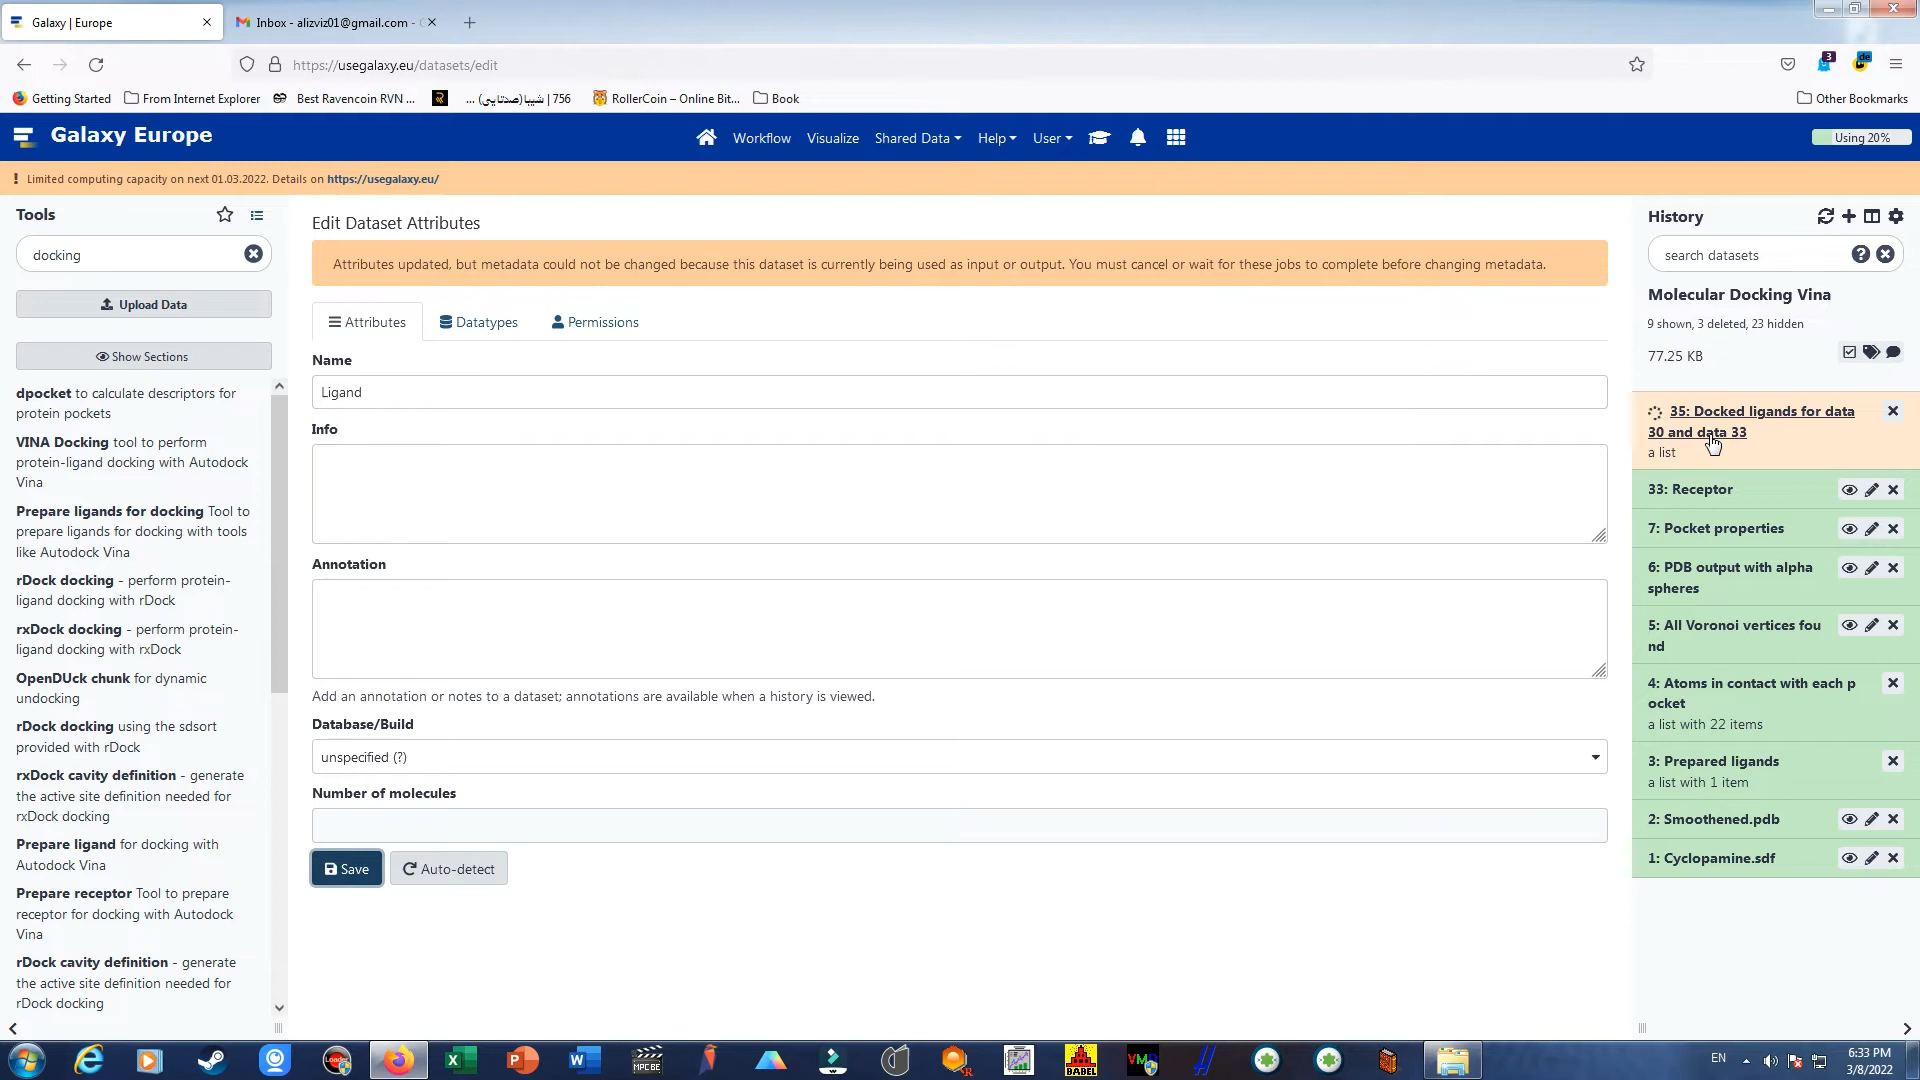 Galaxy | Europe
Inbox - alizviz01@gmail.com -
https://usegalaxy.eu/datasets/edit
3
de
Getting Started
From Internet Explorer
Best Ravencoin RVN ...
... شیبا(صدتایی) | 756
RollerCoin – Online Bit...
Book
Other Bookmarks
Galaxy Europe
Workflow
Visualize
Shared Data
Help
User
Using 20%
! Limited computing capacity on next 01.03.2022. Details on https://usegalaxy.eu/
Tools
docking
Upload Data
Show Sections
dpocket to calculate descriptors for
protein pockets
VINA Docking tool to perform
protein-ligand docking with Autodock
Vina
Prepare ligands for docking Tool to
prepare ligands for docking with tools
like Autodock Vina
rDock docking - perform protein-
ligand docking with rDock
rxDock docking - perform protein-
ligand docking with rxDock
OpenDUck chunk for dynamic
undocking
rDock docking using the sdsort
provided with rDock
rxDock cavity definition - generate
the active site definition needed for
rxDock docking
Prepare ligand for docking with
Autodock Vina
Prepare receptor Tool to prepare
receptor for docking with Autodock
Vina
rDock cavity definition - generate
the active site definition needed for
rDock docking
Edit Dataset Attributes
Attributes updated, but metadata could not be changed because this dataset is currently being used as input or output. You must cancel or wait for these jobs to complete before changing metadata.
Attributes
Datatypes
Permissions
Name
Ligand
Info
Annotation
Add an annotation or notes to a dataset; annotations are available when a history is viewed.
Database/Build
unspecified (?)
Number of molecules
Save
Auto-detect
History
search datasets
Molecular Docking Vina
9 shown, 3 deleted, 23 hidden
77.25 KB
35: Docked ligands for data
30 and data 33
a list
33: Receptor
7: Pocket properties
6: PDB output with alpha
spheres
5: All Voronoi vertices fou
nd
4: Atoms in contact with each p
ocket
a list with 22 items
3: Prepared ligands
a list with 1 item
2: Smoothened.pdb
1: Cyclopamine.sdf
Loader
MPC BE
BABEL
VMD
EN
6:33 PM
3/8/2022